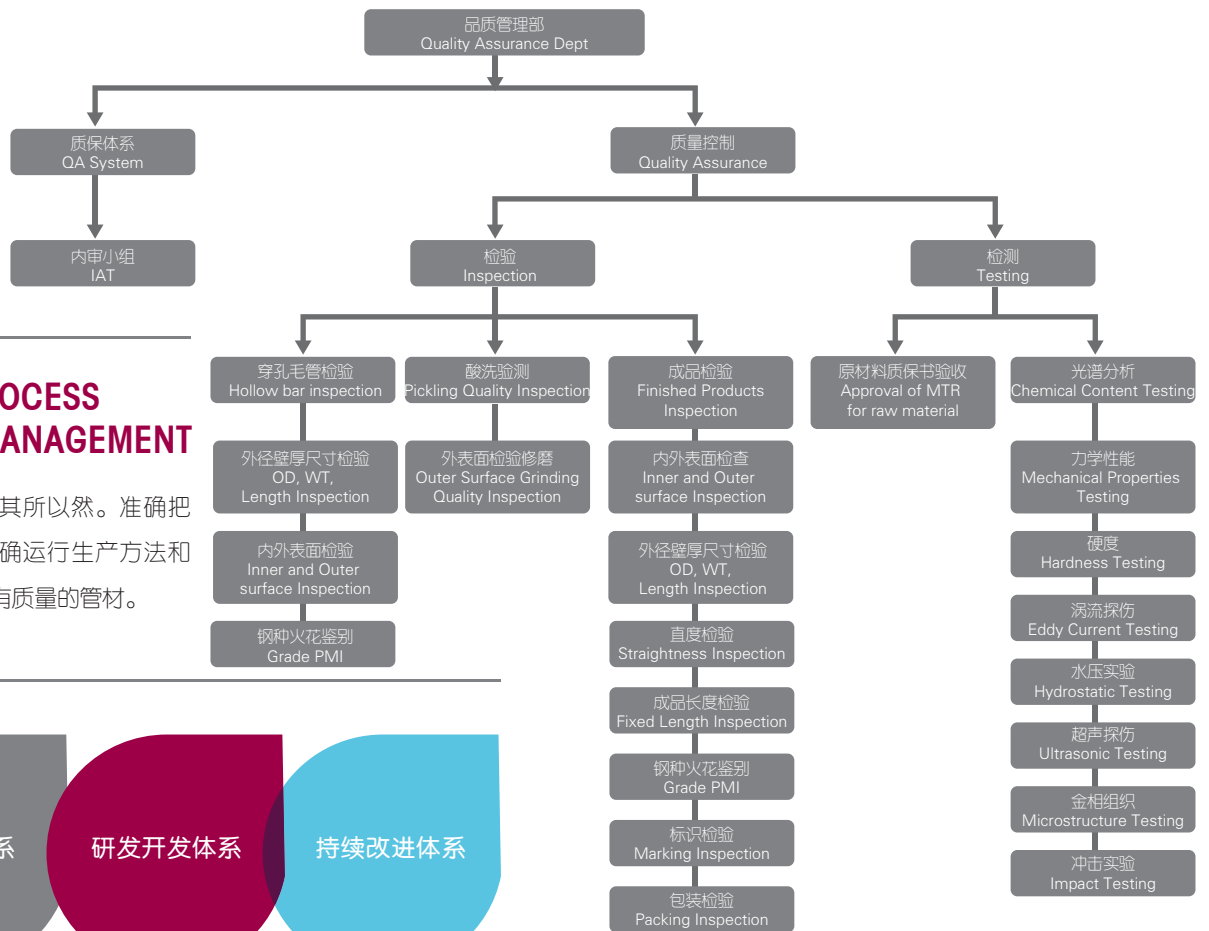 品质管理部
Quality Assurance Dept
质保体系
QA System
质量控制
Quality Assurance
内审小组
IAT
检验
Inspection
检测
Testing
穿孔毛管检验
Hollow bar inspection
外径壁厚尺寸检验
OD, WT,
Length Inspection
内外表面检验
Inner and Outer
surface Inspection
钢种火花鉴别
Grade PMI
酸洗验测
Pickling Quality Inspection
外表面检验修磨
Outer Surface Grinding
Quality Inspection
成品检验
Finished Products
Inspection
内外表面检查
Inner and Outer
surface Inspection
外径壁厚尺寸检验
OD, WT,
Length Inspection
直度检验
Straightness Inspection
成品长度检验
Fixed Length Inspection
钢种火花鉴别
Grade PMI
标识检验
Marking Inspection
包装检验
Packing Inspection
原材料质保书验收
Approval of MTR
for raw material
光谱分析
Chemical Content Testing
力学性能
Mechanical Properties
Testing
硬度
Hardness Testing
涡流探伤
Eddy Current Testing
水压实验
Hydrostatic Testing
超声探伤
Ultrasonic Testing
金相组织
Microstructure Testing
冲击实验
Impact Testing
OCESS
ANAGEMENT
其所以然。准确把
确运行生产方法和
有质量的管材。
系
研发开发体系
持续改进体系